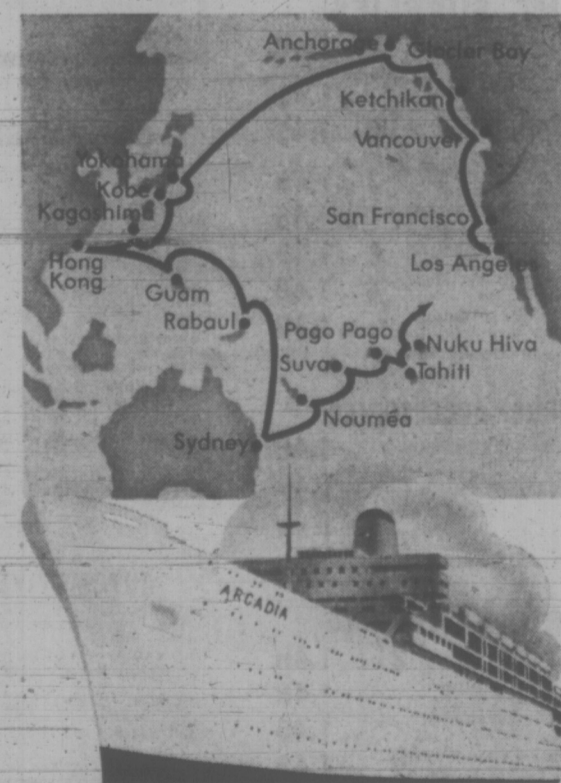 Anchorage
Glacier Bay
Ketchikan
Vancouver
Yokohama
Kobe
Kagoshima
San Francisco
Los Angeles
Hong
Kong
Guam
Rabaul
Pago Pago
Nuku Hiva
Suva
Tahiti
Nouméa
Sydney
ARCADIA